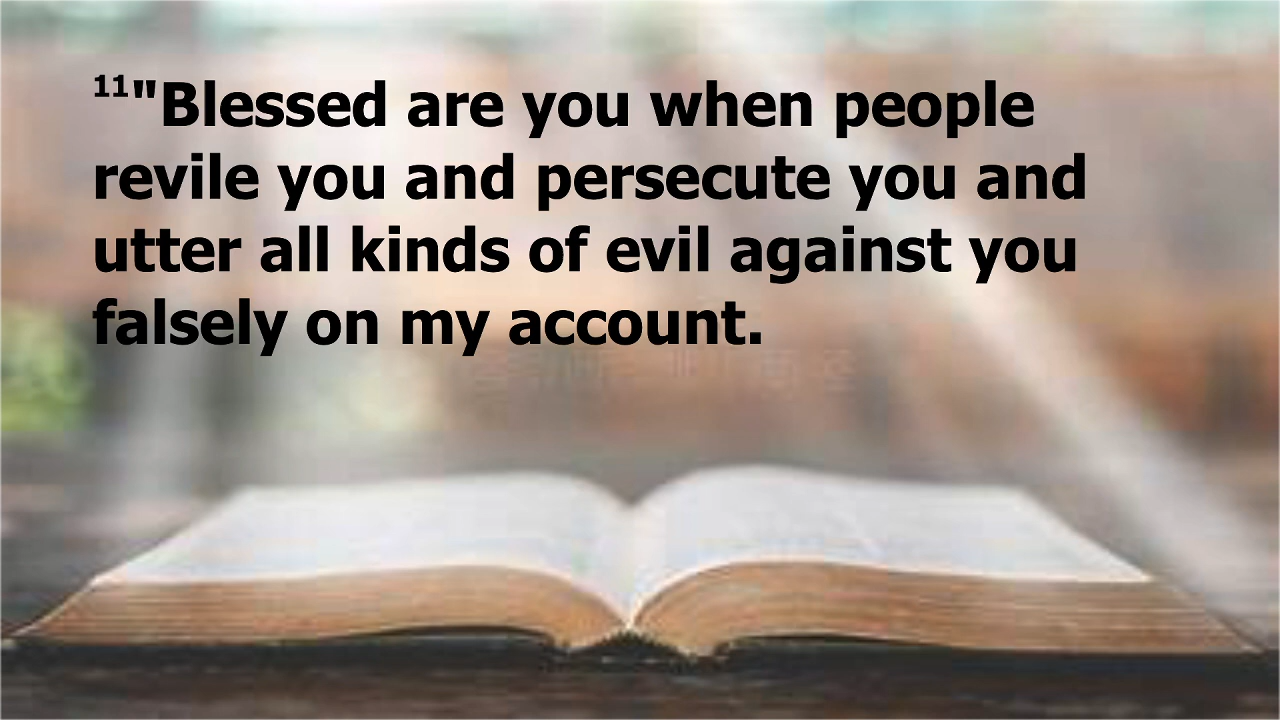 11"Blessed are you when people
revile you and persecute you and
utter all kinds of evil against you
falsely on my account.